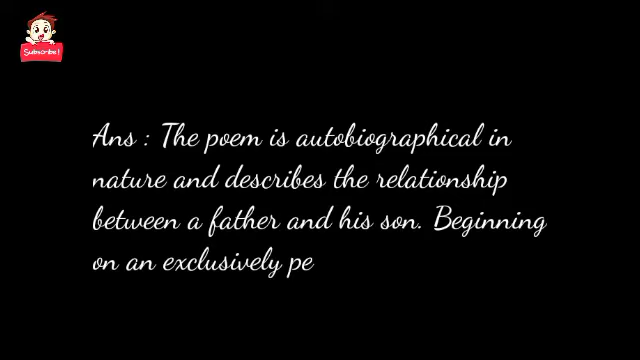 Subscribe!
Ans : The poem is autobiographical in
nature and describes the relationship
between a father and his son. Beginning
on an exclusively pe